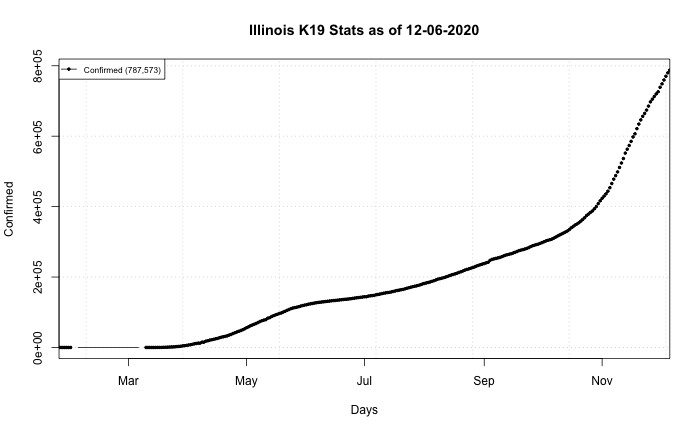 Illinois K19 Stats as of 12-06-2020
Confirmed (787,573)
8e+05
6e+05
4e+05
2e+05
0e+00
Confirmed
Mar May Jul Sep Nov
Days